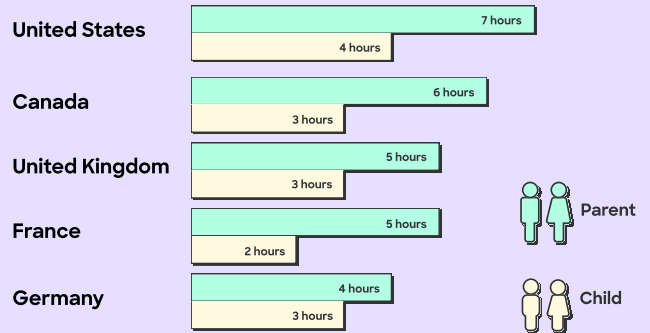 United States
7 hours
4 hours
Canada
6 hours
3 hours
United Kingdom
5 hours
3 hours
France
5 hours
2 hours
Germany
4 hours
3 hours
Parent
Child